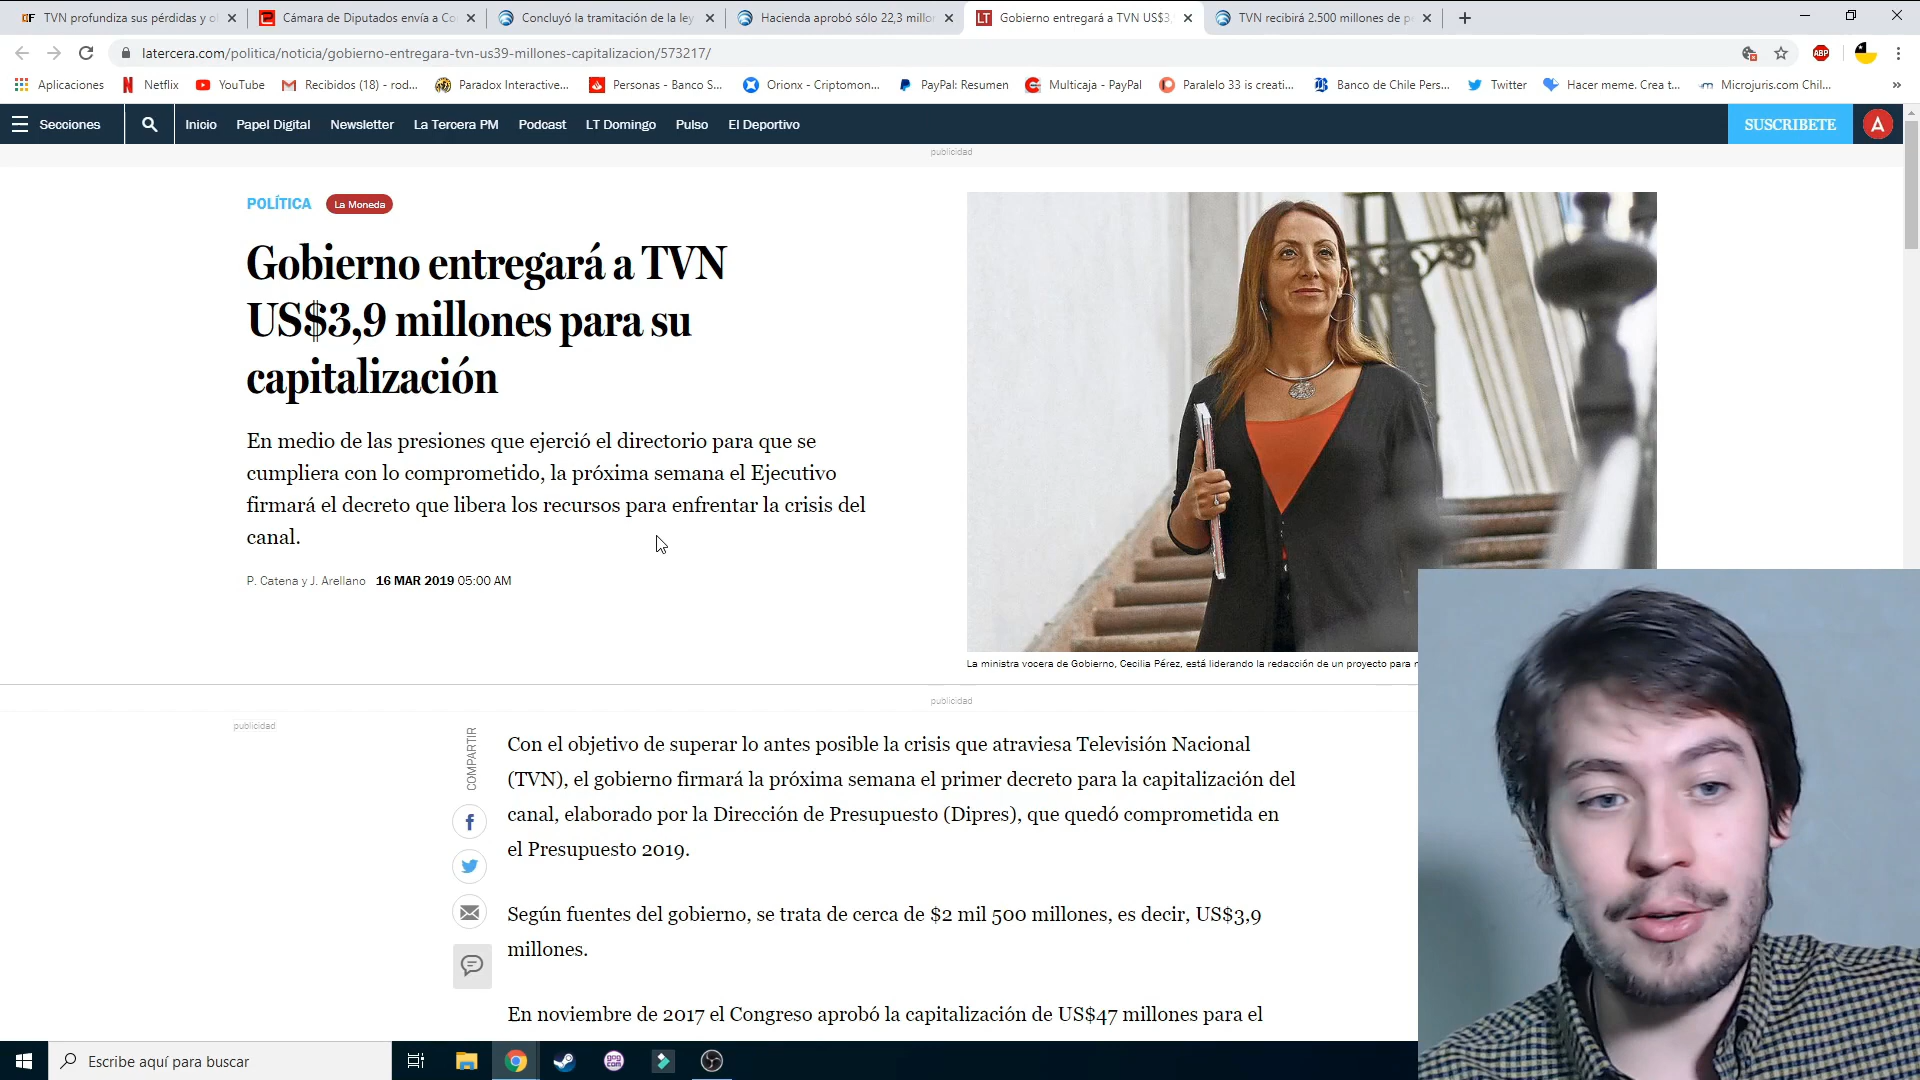 TVN profundiza sus pérdidas y o
Cámara de Diputados envía a Co
Concluyó la tramitación de la ley
Hacienda aprobó sólo 22,3 millo
LT Gobierno entregará a TVN US$3,
TVN recibirá 2.500 millones de p
latercera.com/politica/noticia/gobierno-entregara-tvn-us39-millones-capitalizacion/573217/
ABP
Aplicaciones
Netflix
YouTube
Recibidos (18) - rod...
Paradox Interactive...
Personas - Banco S...
Orionx - Criptomon...
PayPal: Resumen
Multicaja - PayPal
Paralelo 33 is creati...
Banco de Chile Pers...
Twitter
Hacer meme. Crea t...
Microjuris.com Chil...
Secciones
Inicio
Papel Digital
Newsletter
La Tercera PM
Podcast
LT Domingo
Pulso
El Deportivo
SUSCRIBETE
A
publicidad
POLÍTICA
La Moneda
Gobierno entregará a TVN
US$3,9 millones para su
capitalización
En medio de las presiones que ejerció el directorio para que se
cumpliera con lo comprometido, la próxima semana el Ejecutivo
firmará el decreto que libera los recursos para enfrentar la crisis del
canal.
P. Catena y J. Arellano 16 MAR 2019 05:00 AM
La ministra vocera de Gobierno, Cecilia Pérez, está liderando la redacción de un proyecto para
publicidad
publicidad
COMPARTIR
Con el objetivo de superar lo antes posible la crisis que atraviesa Televisión Nacional
(TVN), el gobierno firmará la próxima semana el primer decreto para la capitalización del
canal, elaborado por la Dirección de Presupuesto (Dipres), que quedó comprometida en
el Presupuesto 2019.
Según fuentes del gobierno, se trata de cerca de $2 mil 500 millones, es decir, US$3,9
millones.
En noviembre de 2017 el Congreso aprobó la capitalización de US$47 millones para el
Escribe aquí para buscar